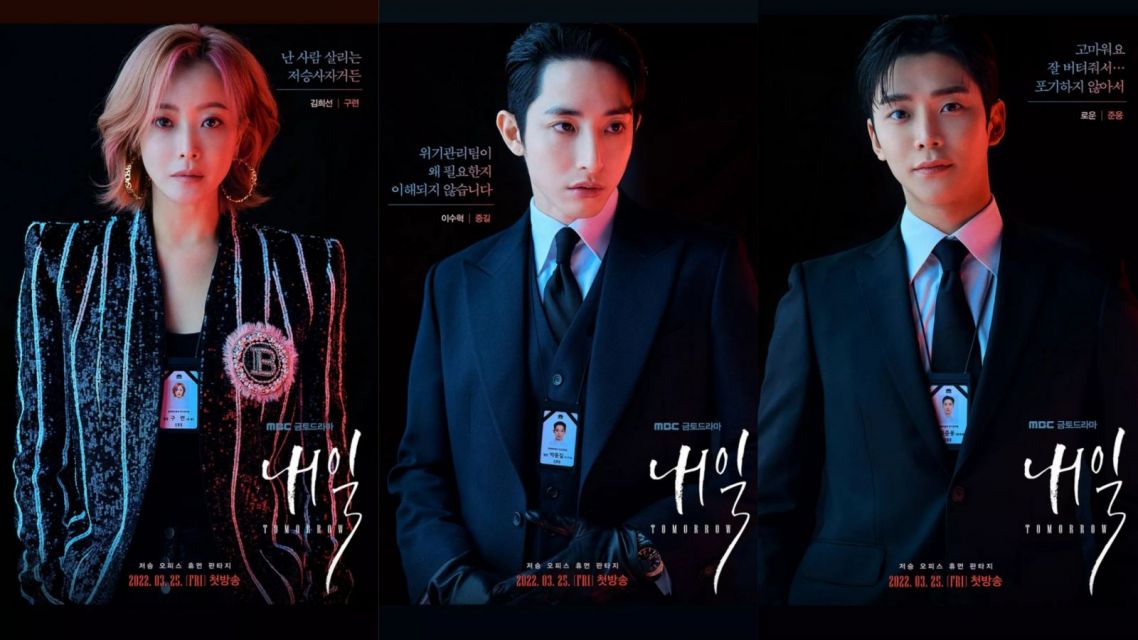 난 사람 살리는
저승사자거든
김희선 | 구련
B
구 련
MBC 금토드라마
내일
TOMORROW
저승 오피스 휴먼 판타지
2022. 03. 25. [FRI] 첫방송
위기관리팀이
왜 필요한지
이해되지 않습니다
이수혁 | 중길
박중길
MBC 금토드라마
내일
TOMORROW
저승 오피스 휴먼 판타지
2022. 03. 25. [FRI] 첫방송
고마워요
잘 버텨줘서…
포기하지 않아서
로운 | 준웅
MBC 금토드라마
내일
TOMORROW
저승 오피스 휴먼 판타지
2022. 03. 25. [FRI] 첫방송